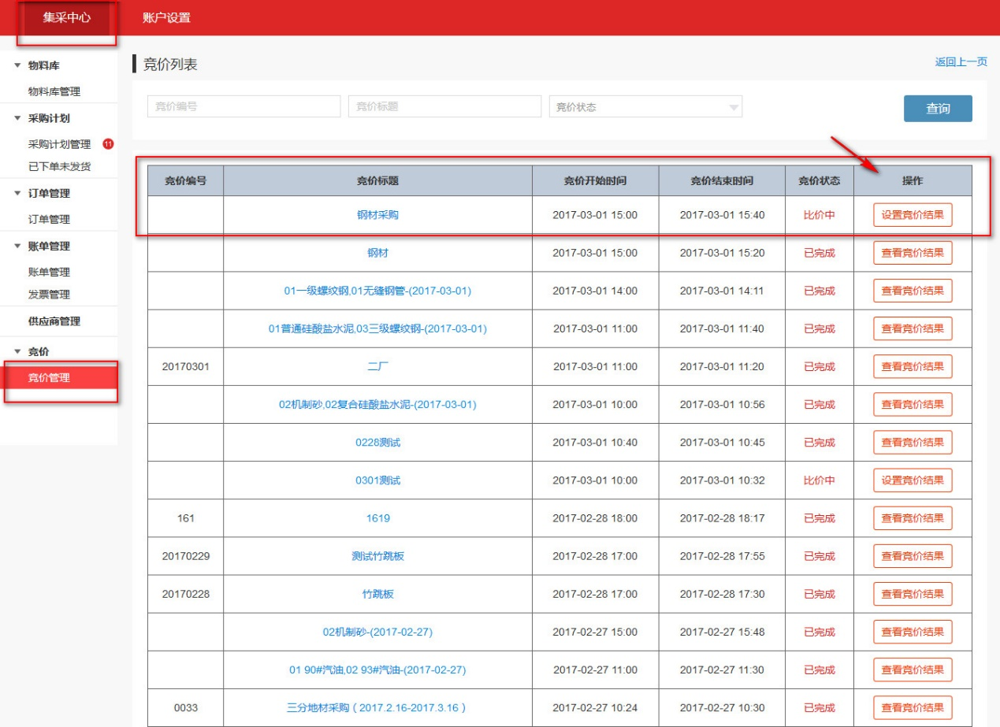 集采中心 账户设置
物料库
物料库管理
采购计划
采购计划管理 11
已下单未发货
订单管理
订单管理
账单管理
账单管理
发票管理
供应商管理
竞价
竞价管理
竞价列表 返回上一页
竞价编号 竞价标题 竞价状态 查询
竞价编号 竞价标题 竞价开始时间 竞价结束时间 竞价状态 操作
钢材采购 2017-03-01 15:00 2017-03-01 15:40 比价中 设置竞价结果
钢材 2017-03-01 15:00 2017-03-01 15:20 已完成 查看竞价结果
01一级螺纹钢,01无缝钢管-(2017-03-01) 2017-03-01 14:00 2017-03-01 14:11 已完成 查看竞价结果
01普通硅酸盐水泥,03三级螺纹钢-(2017-03-01) 2017-03-01 11:00 2017-03-01 11:40 已完成 查看竞价结果
20170301 二厂 2017-03-01 11:00 2017-03-01 11:20 已完成 查看竞价结果
02机制砂,02复合硅酸盐水泥-(2017-03-01) 2017-03-01 10:00 2017-03-01 10:56 已完成 查看竞价结果
0228测试 2017-03-01 10:40 2017-03-01 10:45 已完成 查看竞价结果
0301测试 2017-03-01 10:00 2017-03-01 10:32 比价中 设置竞价结果
161 1619 2017-02-28 18:00 2017-02-28 18:17 已完成 查看竞价结果
20170229 测试竹跳板 2017-02-28 17:00 2017-02-28 17:55 已完成 查看竞价结果
20170228 竹跳板 2017-02-28 17:00 2017-02-28 17:30 已完成 查看竞价结果
02机制砂-(2017-02-27) 2017-02-27 15:00 2017-02-27 15:48 已完成 查看竞价结果
01 90#汽油,02 93#汽油-(2017-02-27) 2017-02-27 11:00 2017-02-27 11:30 已完成 查看竞价结果
0033 三分地材采购（2017.2.16-2017.3.16） 2017-02-27 10:24 2017-02-27 10:30 已完成 查看竞价结果